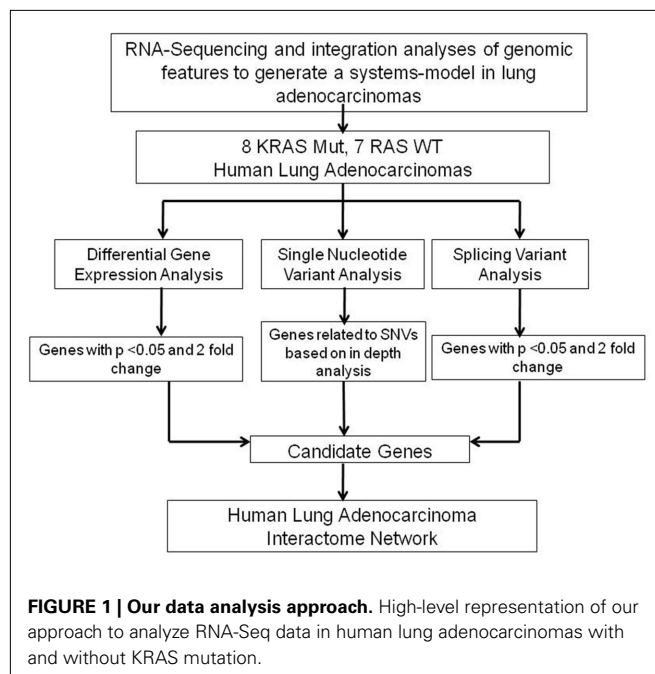 RNA-Sequencing and integration analyses of genomic
features to generate a systems-model in lung
adenocarcinomas
8 KRAS Mut, 7 RAS WT
Human Lung Adenocarcinomas
Differential Gene
Expression Analysis
Single Nucleotide
Variant Analysis
Splicing Variant
Analysis
Genes with p <0.05 and 2 fold
change
Genes related to SNVs
based on in depth
analysis
Genes with p <0.05 and 2 fold
change
Candidate Genes
Human Lung Adenocarcinoma
Interactome Network
FIGURE 1 | Our data analysis approach. High-level representation of our
approach to analyze RNA-Seq data in human lung adenocarcinomas with
and without KRAS mutation.